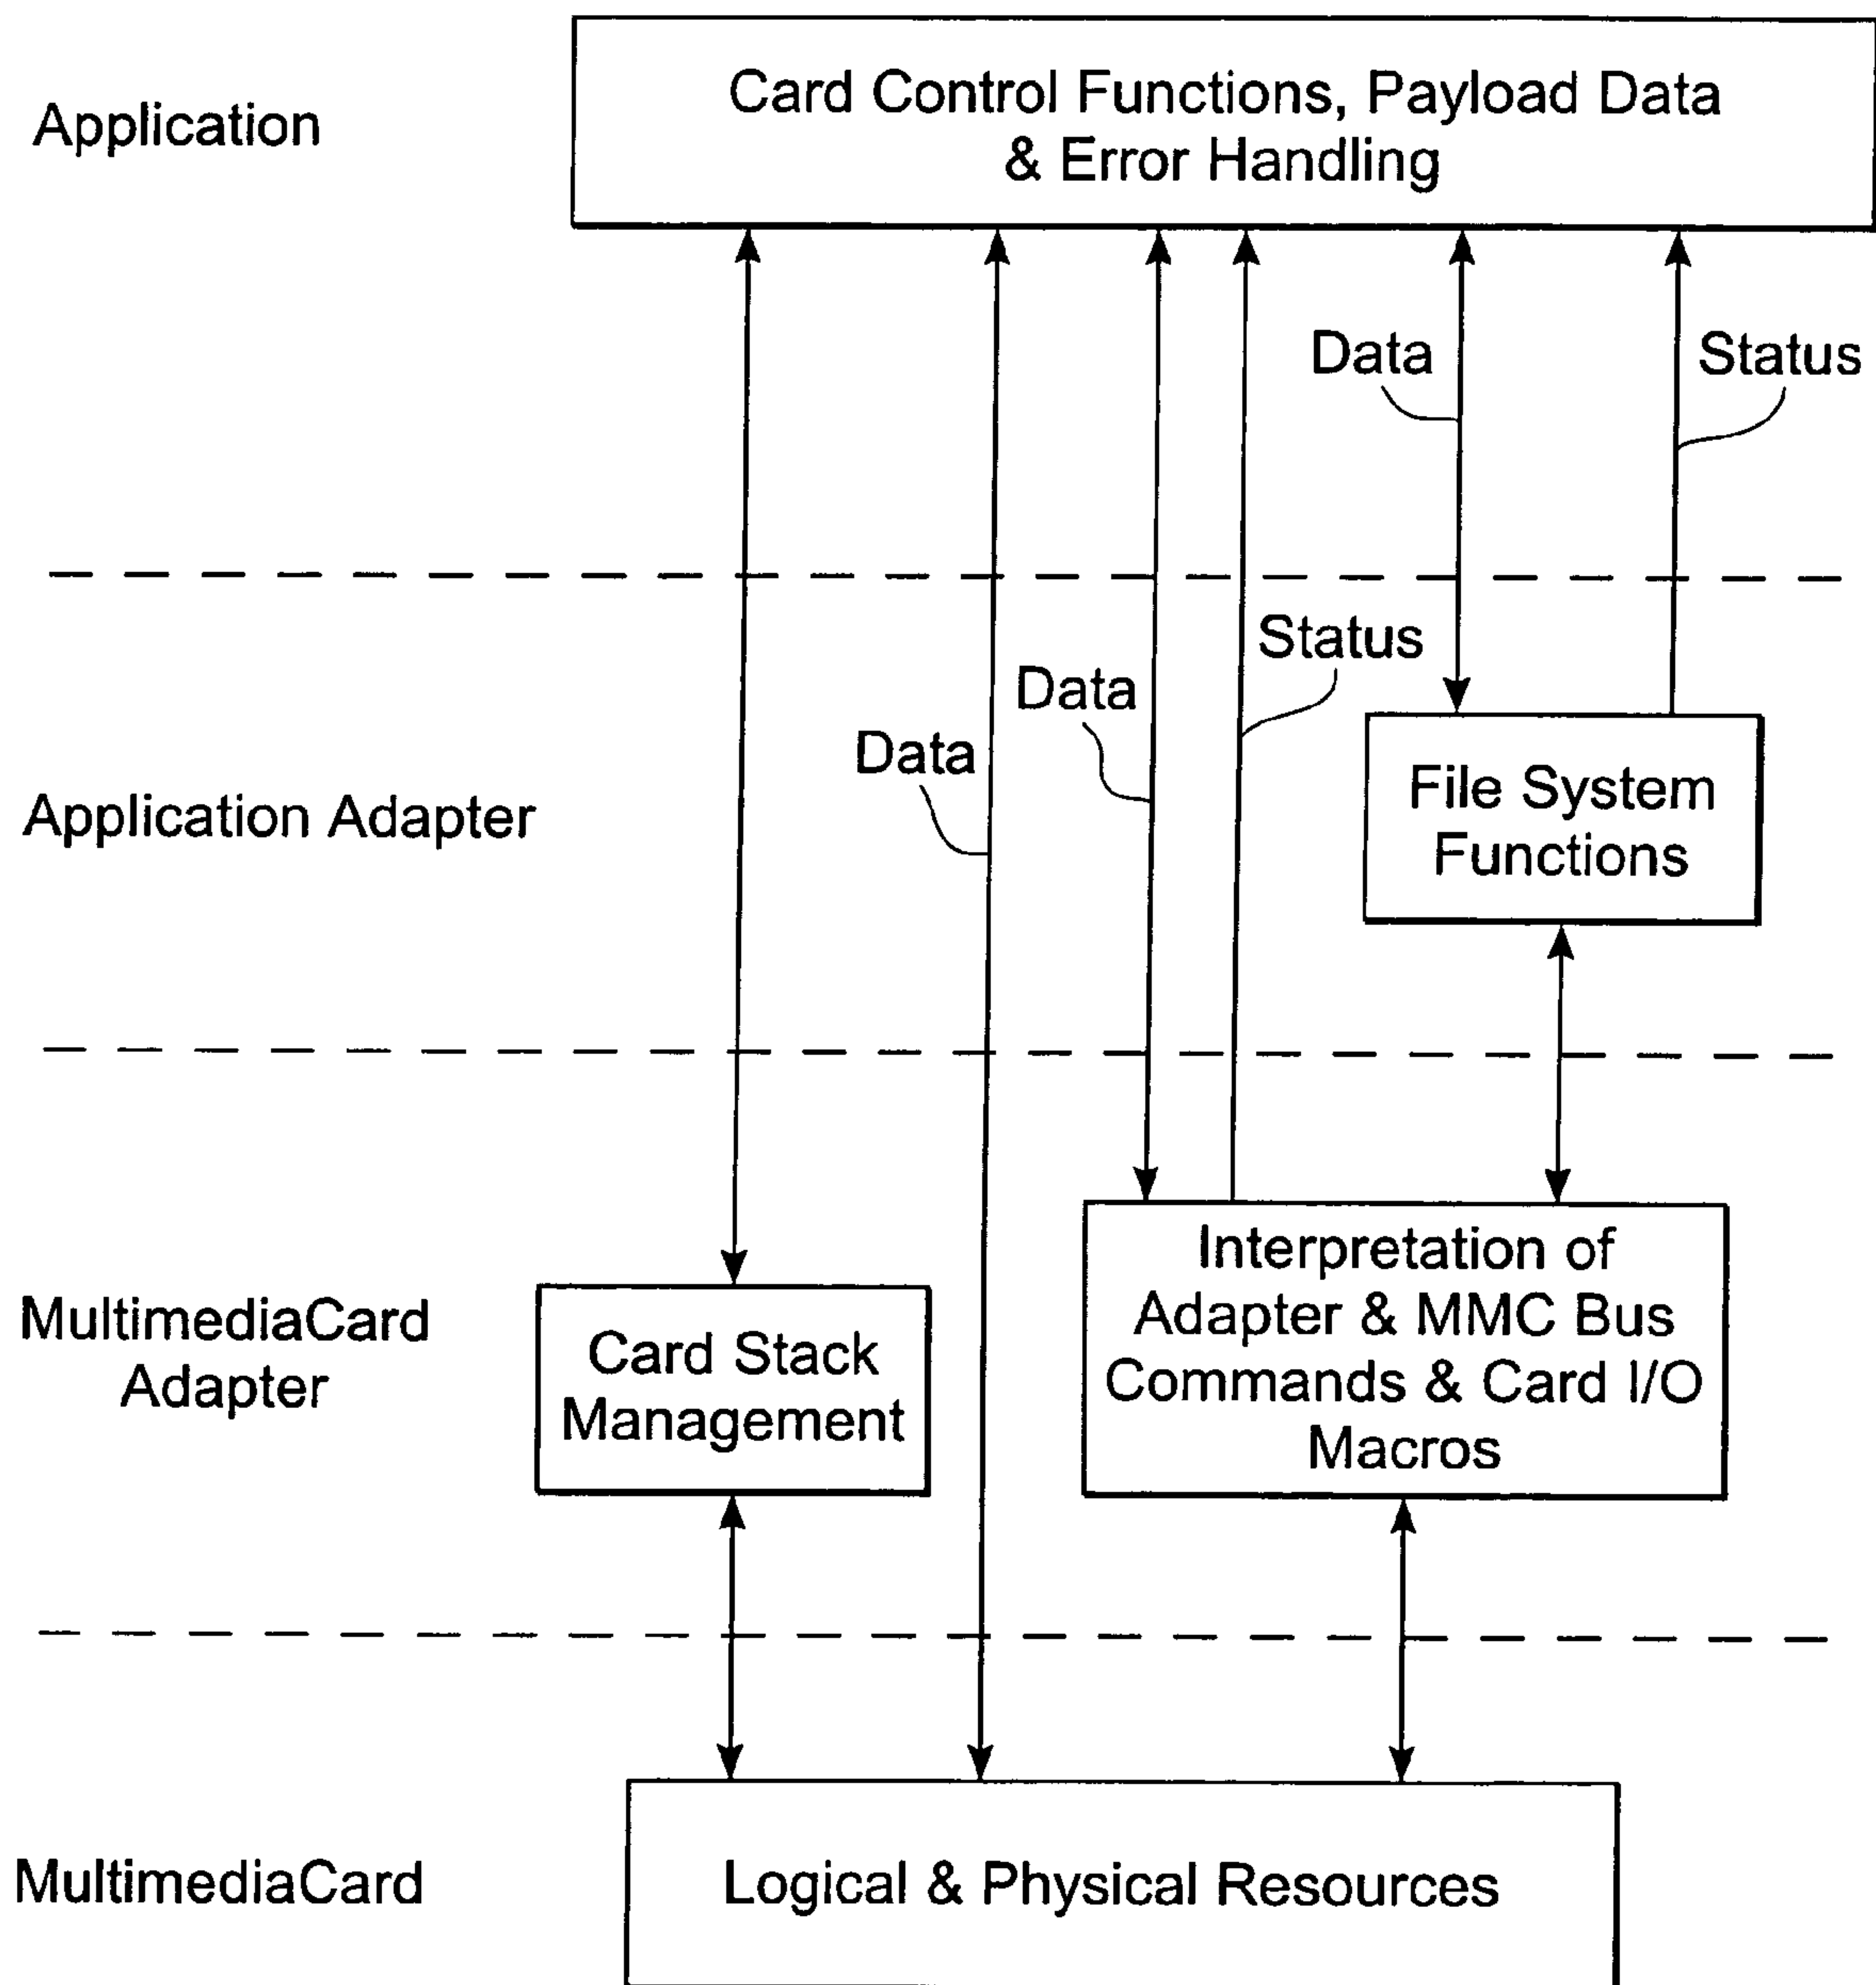 Application
Card Control Functions, Payload Data
& Error Handling
Data
Status
Status
Data
Data
Application Adapter
File System
Functions
MultimediaCard
Adapter
Card Stack
Management
Interpretation of
Adapter & MMC Bus
Commands & Card I/O
Macros
MultimediaCard
Logical & Physical Resources